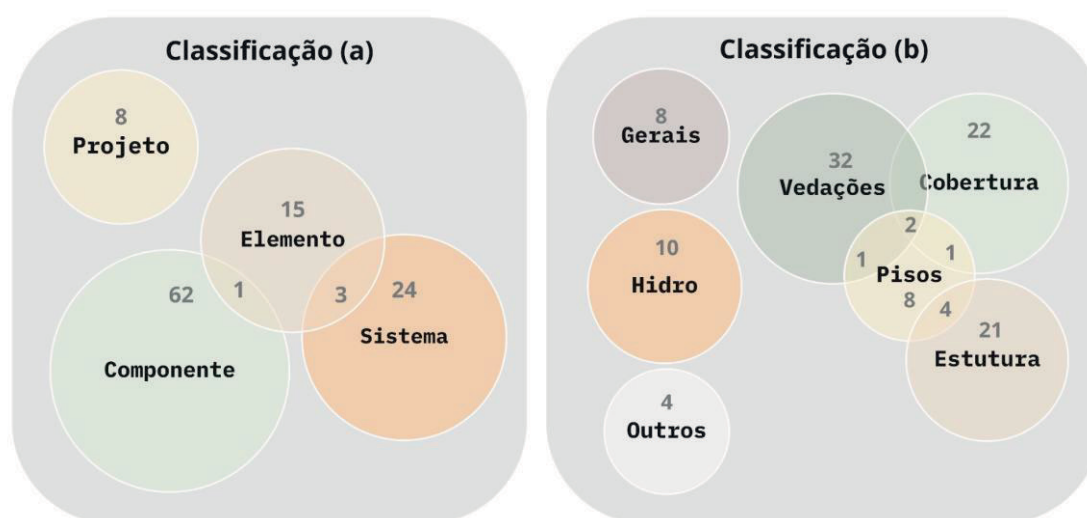 Classificação (a)
8
Projeto
15
Elemento
62
1
3
24
Componente
Sistema
Classificação (b)
8
Gerais
32
Vedações
22
Cobertura
2
1
1
Pisos
8
4
10
Hidro
21
Estutura
4
Outros